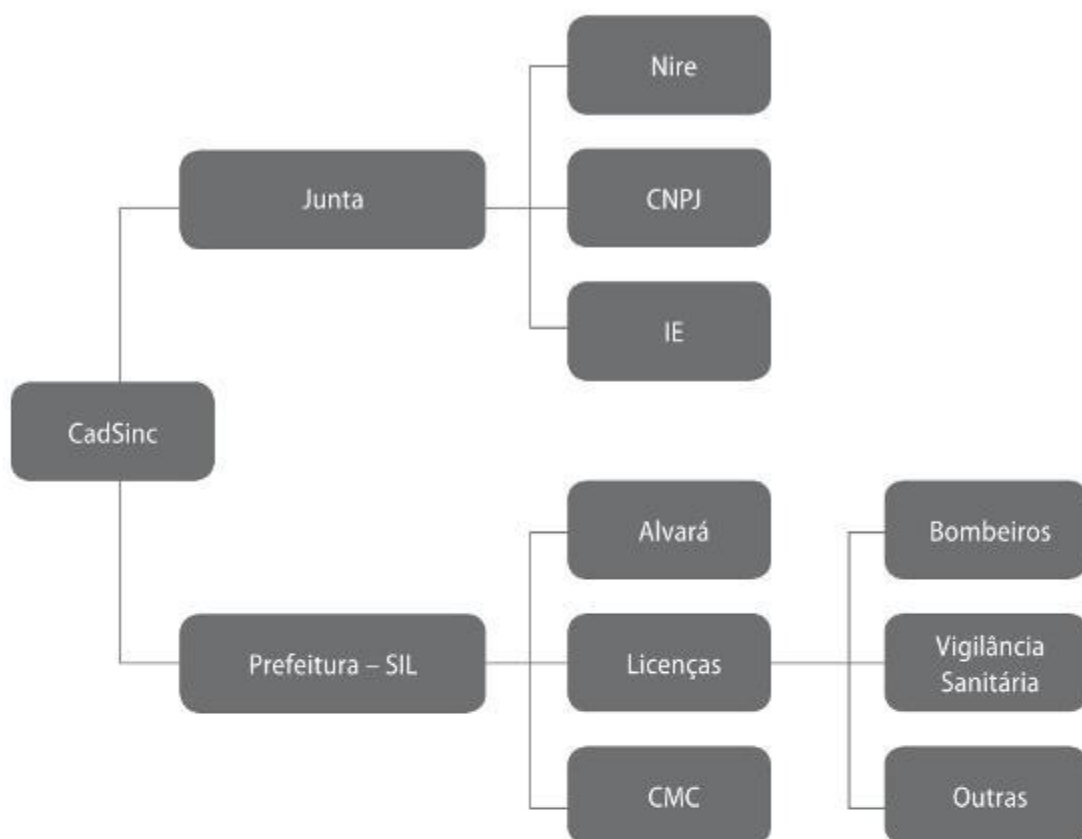 Nire
Junta
CNPJ
IE
CadSinc
Alvará
Bombeiros
Prefeitura – SIL
Licenças
Vigilância
Sanitária
CMC
Outras